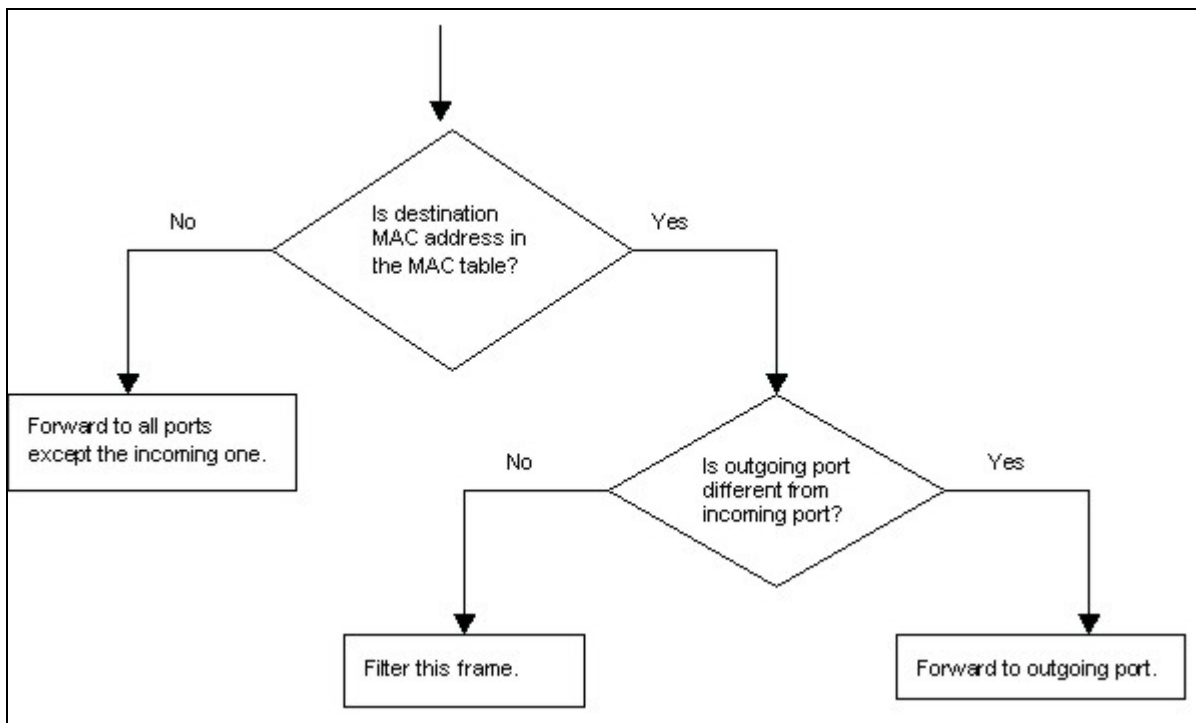 Is destination
MAC address in
the MAC table?
No
Yes
Forward to all ports
except the incoming one.
Is outgoing port
different from
incoming port?
No
Yes
Filter this frame.
Forward to outgoing port.